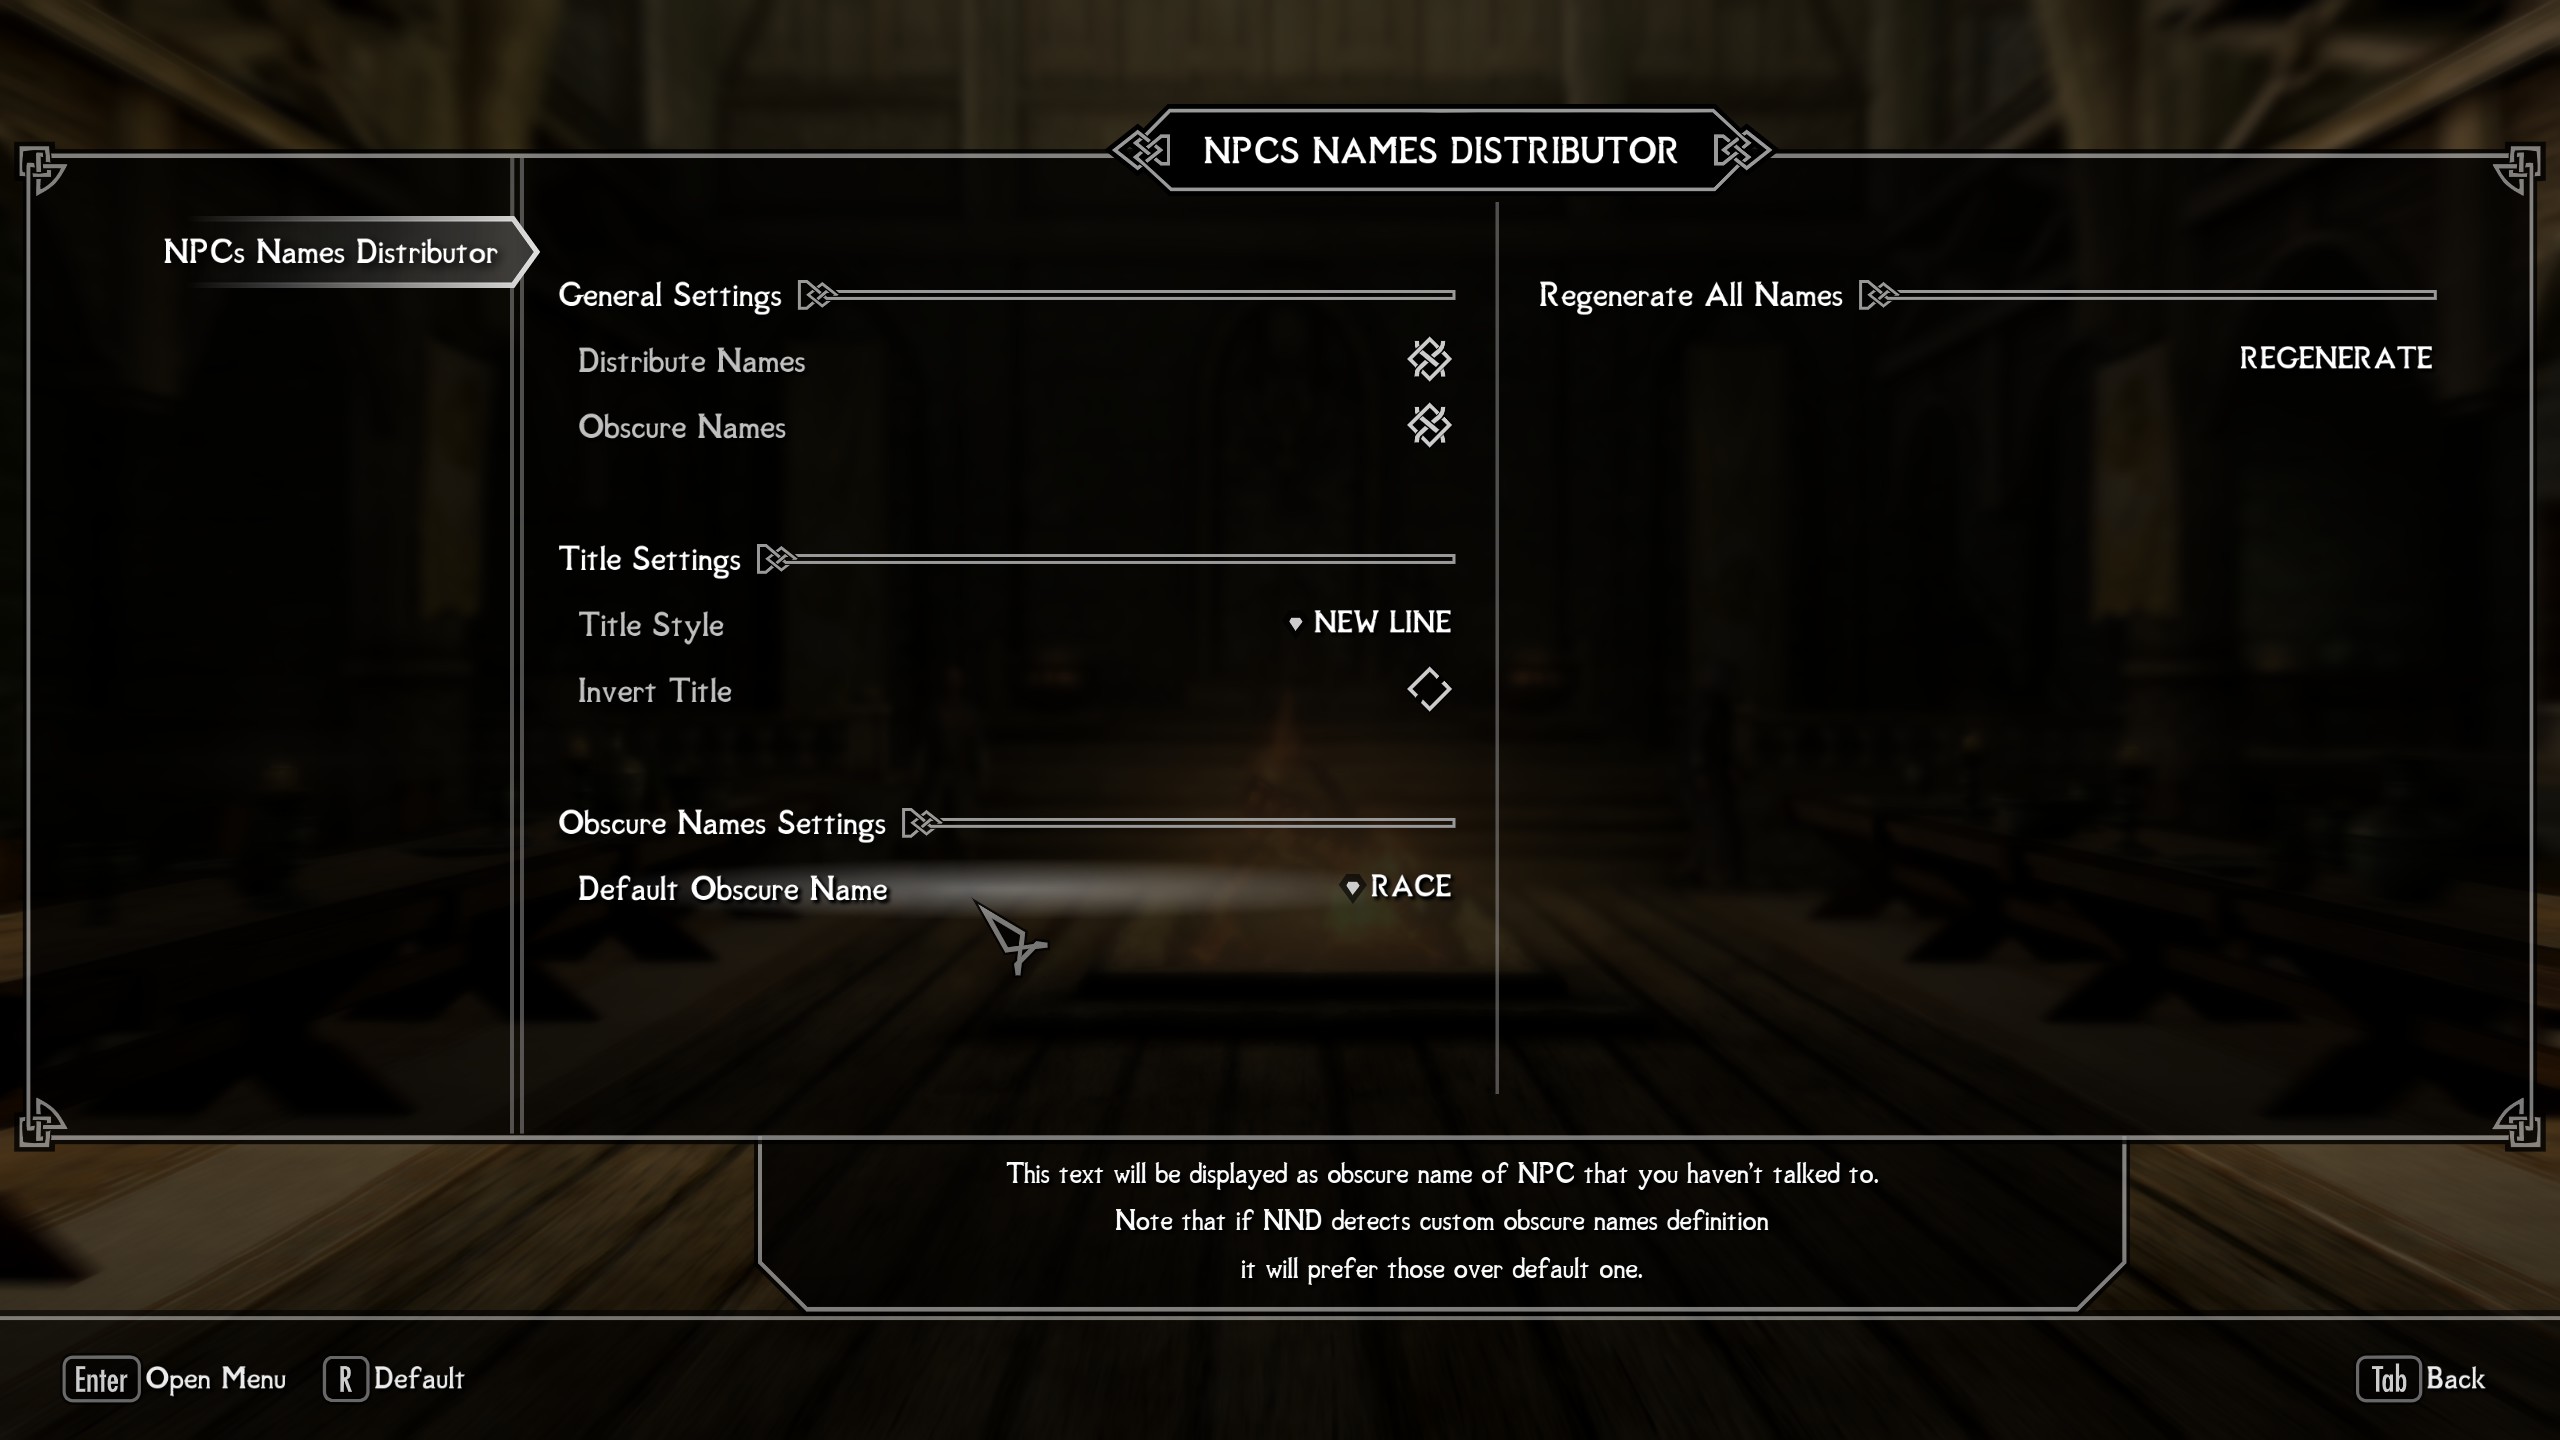 NPCS NAMES DISTRIBUTOR
NPCs Names Distributor
General Settings
Distribute Names
Obscure Names
Title Settings
Title Style NEW LINE
Invert Title
Obscure Names Settings
Default Obscure Name RACE
Regenerate All Names
REGENERATE
This text will be displayed as obscure name of NPC that you haven't talked to.
Note that if NND detects custom obscure names definition
it will prefer those over default one.
Enter Open Menu R Default
Tab Back